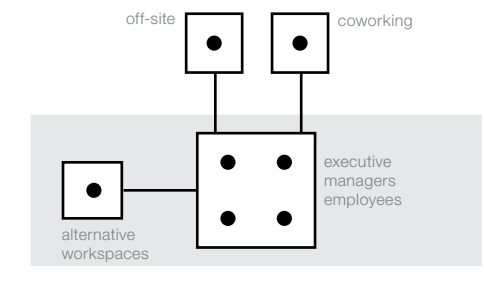 off-site
coworking
executive
managers
employees
alternative
workspaces